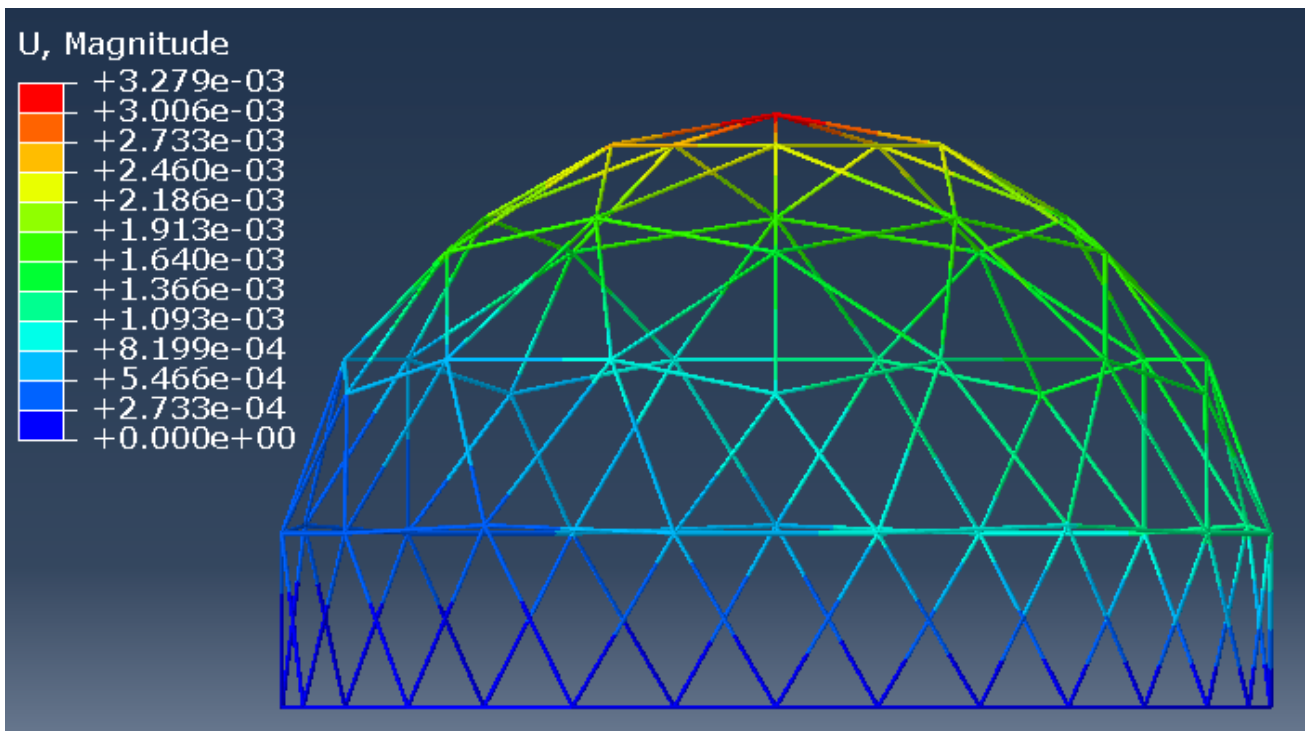 U, Magnitude
+3.279e-03
+3.006e-03
+2.733e-03
+2.460e-03
+2.186e-03
+1.913e-03
+1.640e-03
+1.366e-03
+1.093e-03
+8.199e-04
+5.466e-04
+2.733e-04
+0.000e+00